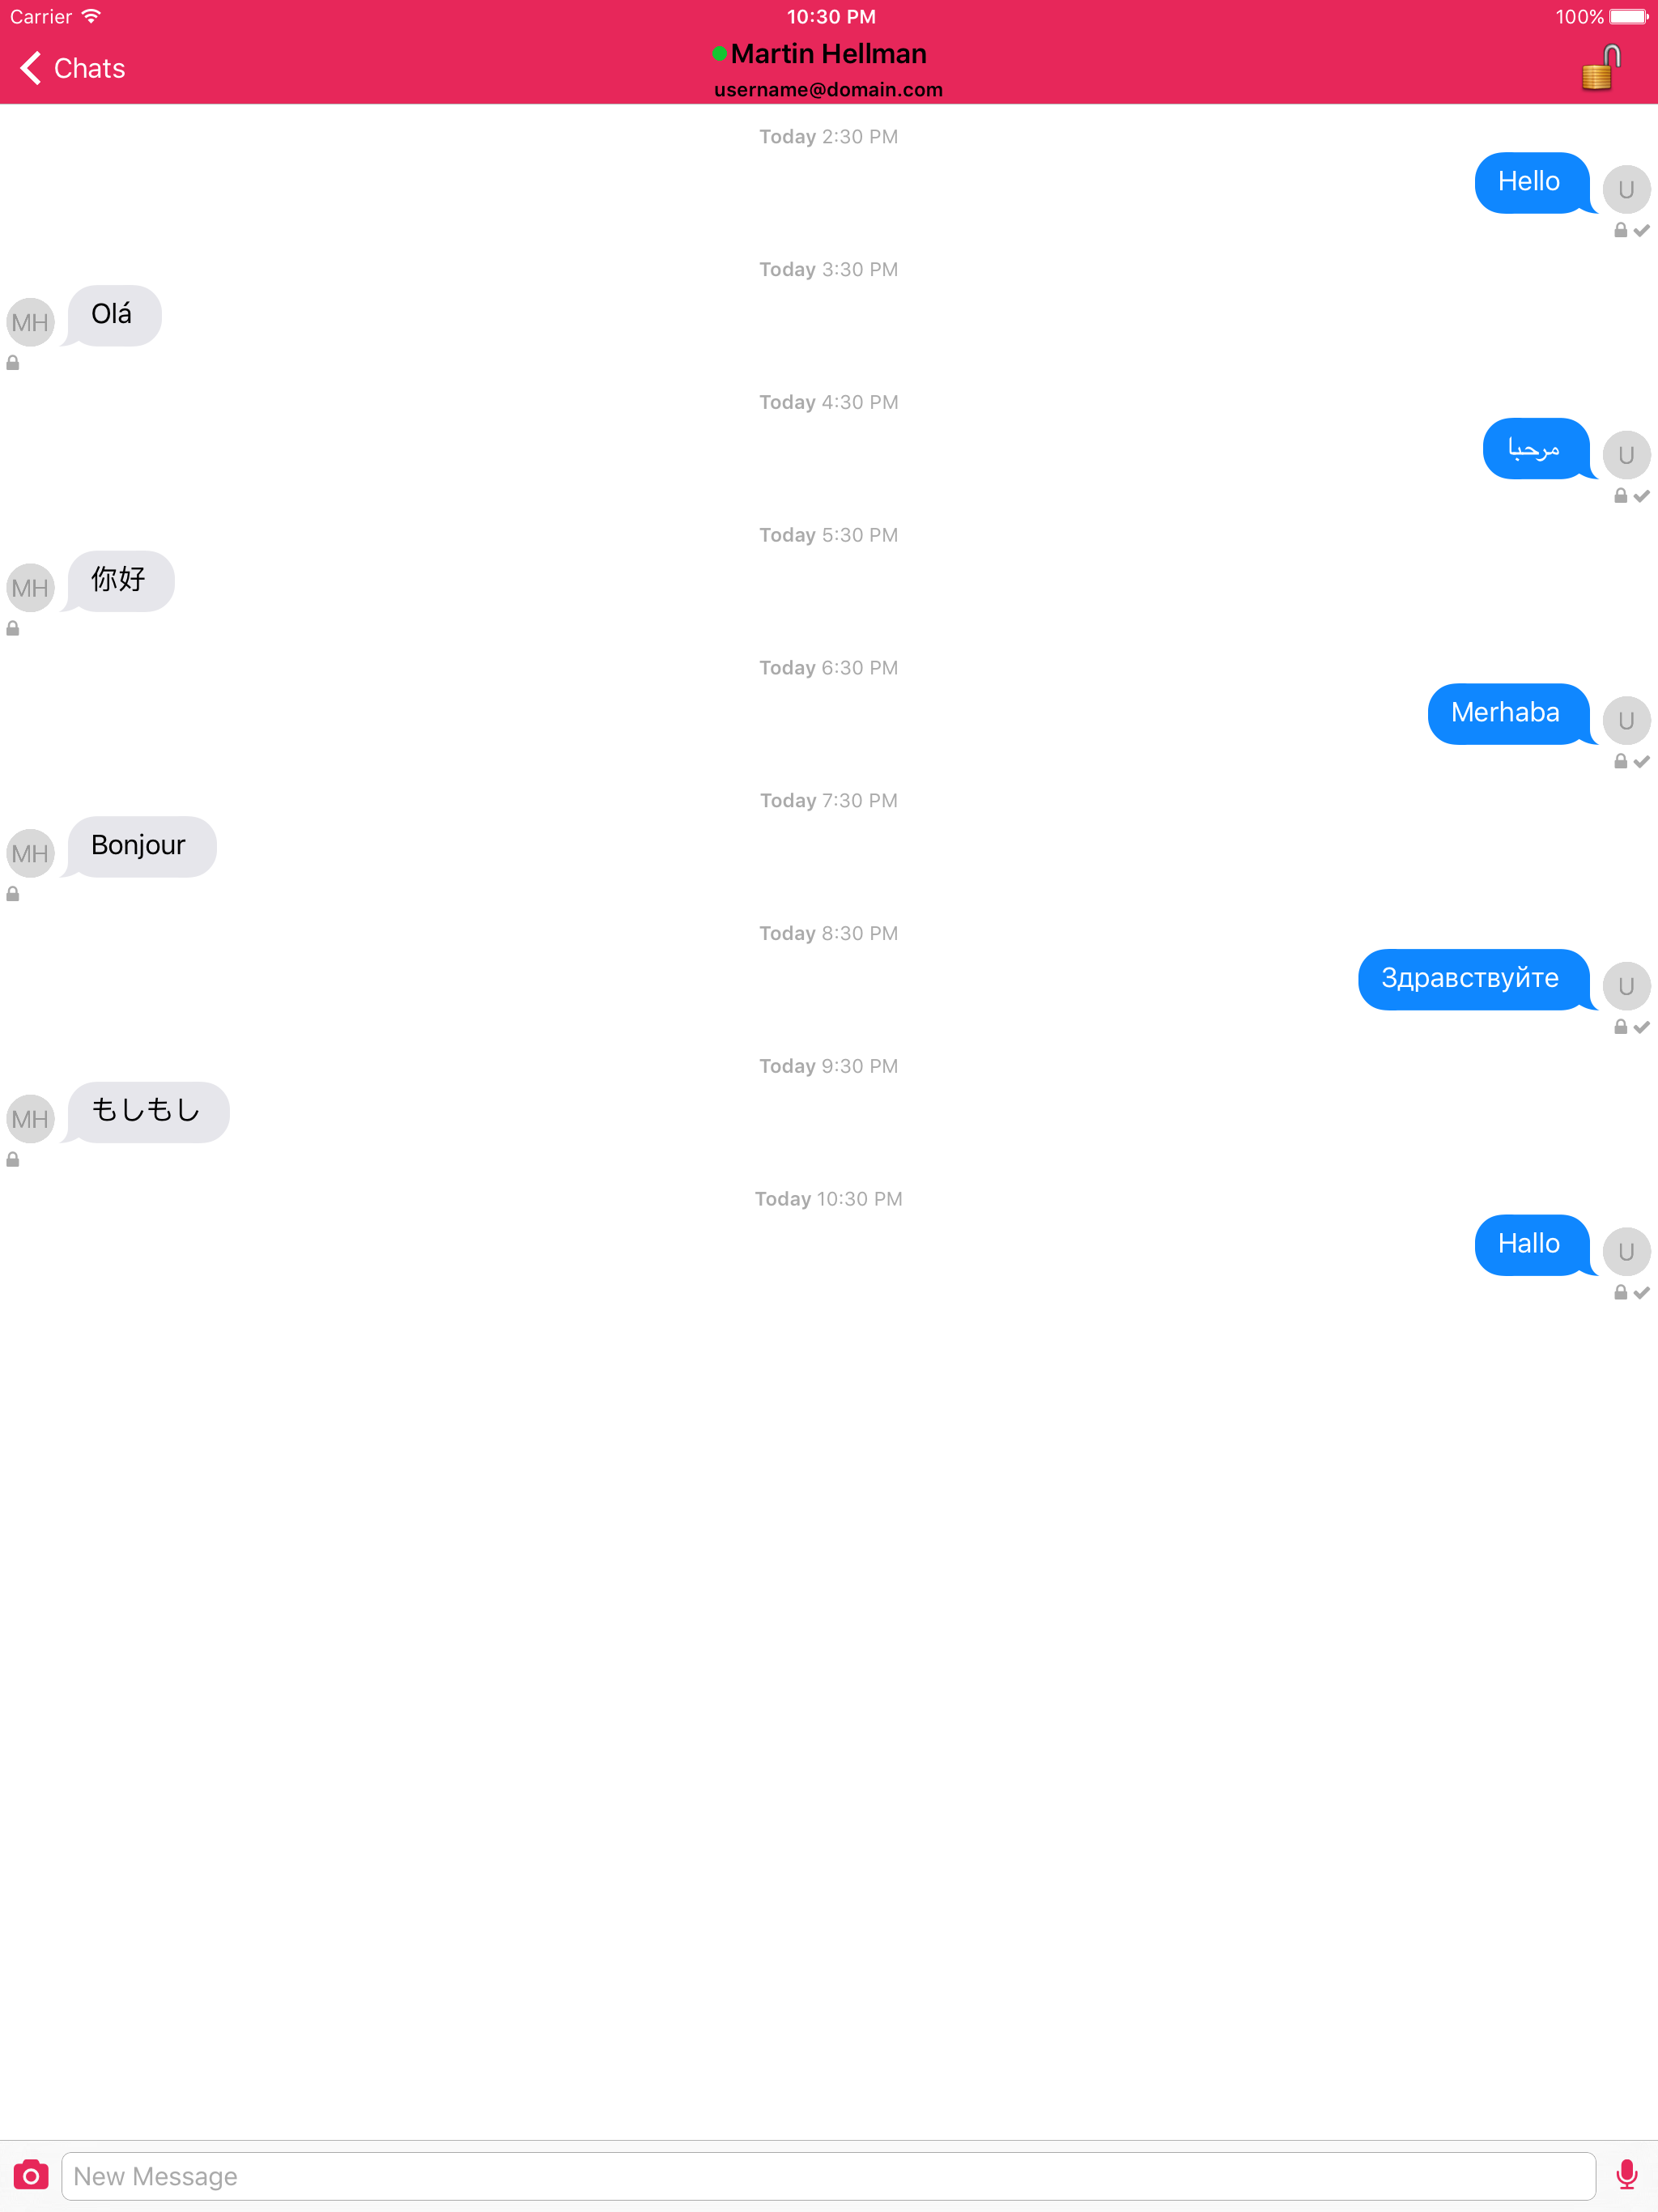 Carrier 10:30 PM 100%
Chats
Martin Hellman
username@domain.com
Today 2:30 PM
Hello
U
Today 3:30 PM
Olá
MH
Today 4:30 PM
مرحبا
U
Today 5:30 PM
你好
MH
Today 6:30 PM
Merhaba
U
Today 7:30 PM
Bonjour
MH
Today 8:30 PM
Здравствуйте
U
Today 9:30 PM
もしもし
MH
Today 10:30 PM
Hallo
U
New Message